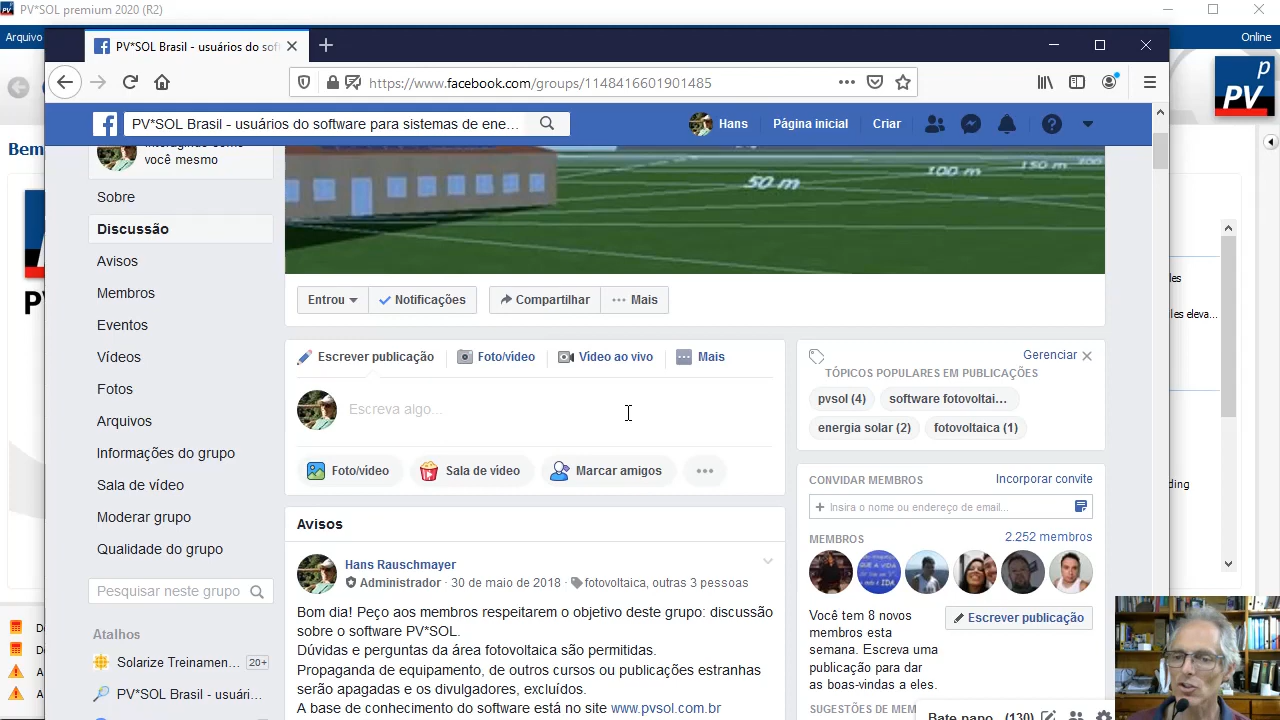 PV*SOL premium 2020 (R2)
Arquivo
Online
PV*SOL Brasil - usuários do sof
https://www.facebook.com/groups/1148416601901485
p
PV
PV*SOL Brasil - usuários do software para sistemas de ene...
Hans
Página inicial
Criar
Bem
você mesmo
Sobre
Discussão
Avisos
Membros
Eventos
Vídeos
Fotos
Arquivos
Informações do grupo
Sala de vídeo
Moderar grupo
Qualidade do grupo
Pesquisar neste grupo
Atalhos
Solarize Treinamen... 20+
PV*SOL Brasil - usuári...
50 m
100 m
150 m
Entrou
Notificações
Compartilhar
Mais
Escrever publicação
Foto/vídeo
Vídeo ao vivo
Mais
Escreva algo...
Foto/vídeo
Sala de vídeo
Marcar amigos
Avisos
Hans Rauschmayer
Administrador · 30 de maio de 2018 · fotovoltaica, outras 3 pessoas
Bom dia! Peço aos membros respeitarem o objetivo deste grupo: discussão
sobre o software PV*SOL.
Dúvidas e perguntas da área fotovoltaica são permitidas.
Propaganda de equipamento, de outros cursos ou publicações estranhas
serão apagadas e os divulgadores, excluídos.
A base de conhecimento do software está no site www.pvsol.com.br
Gerenciar
TÓPICOS POPULARES EM PUBLICAÇÕES
pvsol (4)
software fotovoltai...
energia solar (2)
fotovoltaica (1)
CONVIDAR MEMBROS
Incorporar convite
Insira o nome ou endereço de email...
MEMBROS
2.252 membros
Você tem 8 novos
membros esta
semana. Escreva uma
publicação para dar
as boas-vindas a eles.
Escrever publicação
SUGESTÕES DE MEM
Bate-papo (130)
les
les eleva...
ding